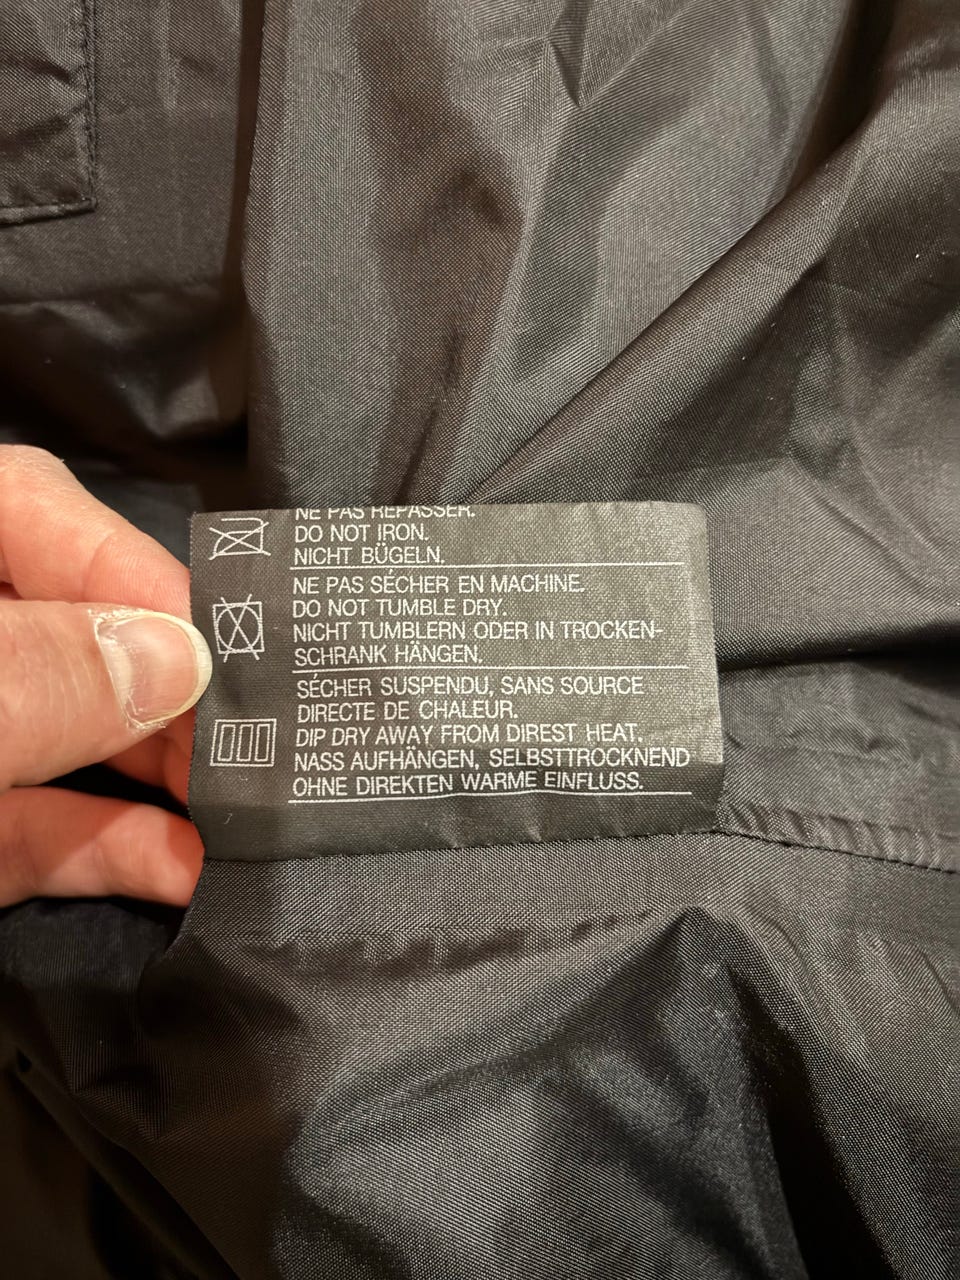 NE PAS REPASSER.
DO NOT IRON.
NICHT BÜGELN.
NE PAS SÉCHER EN MACHINE.
DO NOT TUMBLE DRY.
NICHT TUMBLERN ODER IN TROCKEN-
SCHRANK HÄNGEN.
SÉCHER SUSPENDU, SANS SOURCE
DIRECTE DE CHALEUR.
DIP DRY AWAY FROM DIREST HEAT.
NASS AUFHÄNGEN, SELBSTTROCKNEND
OHNE DIREKTEN WARME EINFLUSS.